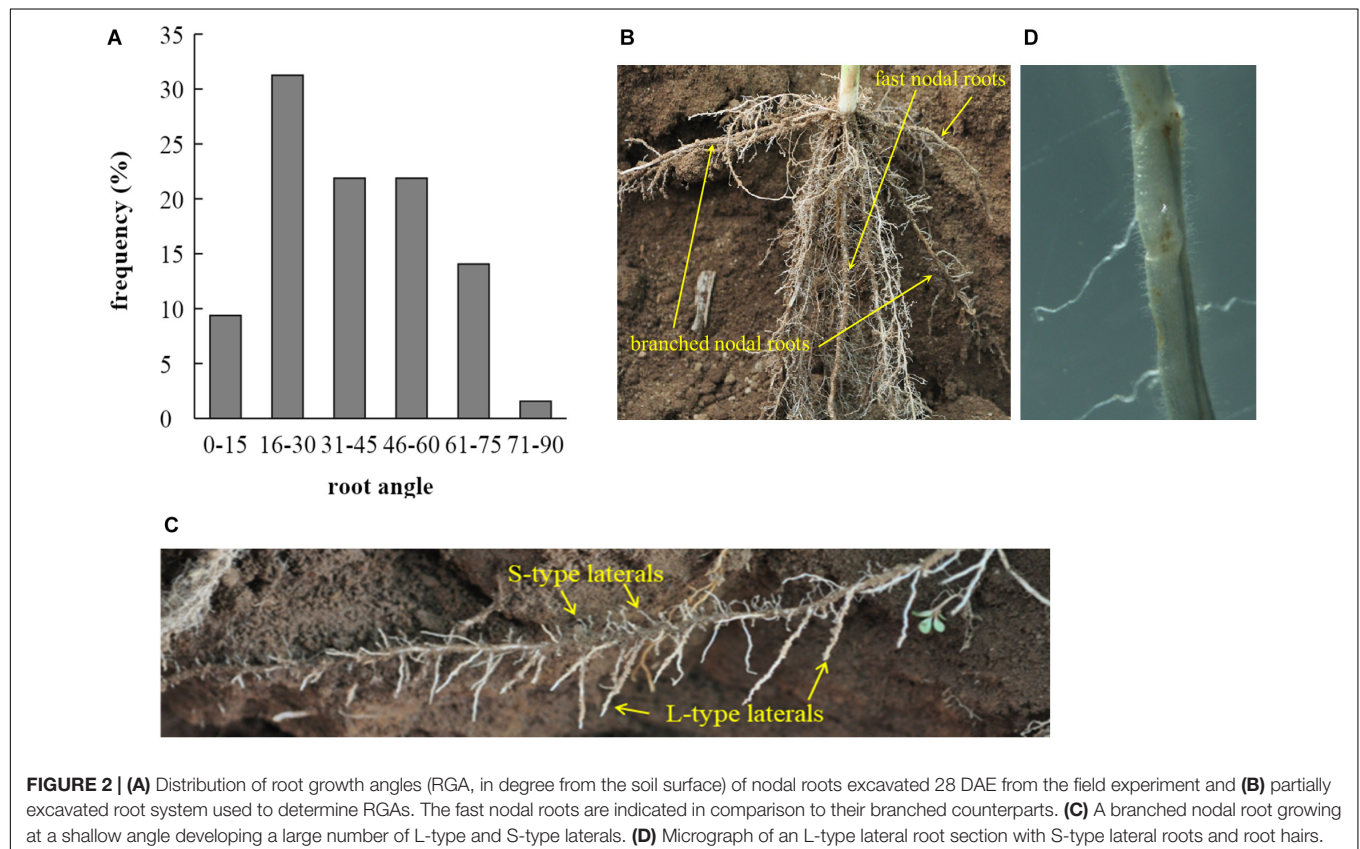 A
35
30
25
20
15
10
5
0
frequency (%)
0-15 16-30 31-45 46-60 61-75 71-90
root angle
B
fast nodal roots
branched nodal roots
D
C
S-type laterals
L-type laterals
FIGURE 2 | (A) Distribution of root growth angles (RGA, in degree from the soil surface) of nodal roots excavated 28 DAE from the field experiment and (B) partially
excavated root system used to determine RGAs. The fast nodal roots are indicated in comparison to their branched counterparts. (C) A branched nodal root growing
at a shallow angle developing a large number of L-type and S-type laterals. (D) Micrograph of an L-type lateral root section with S-type lateral roots and root hairs.